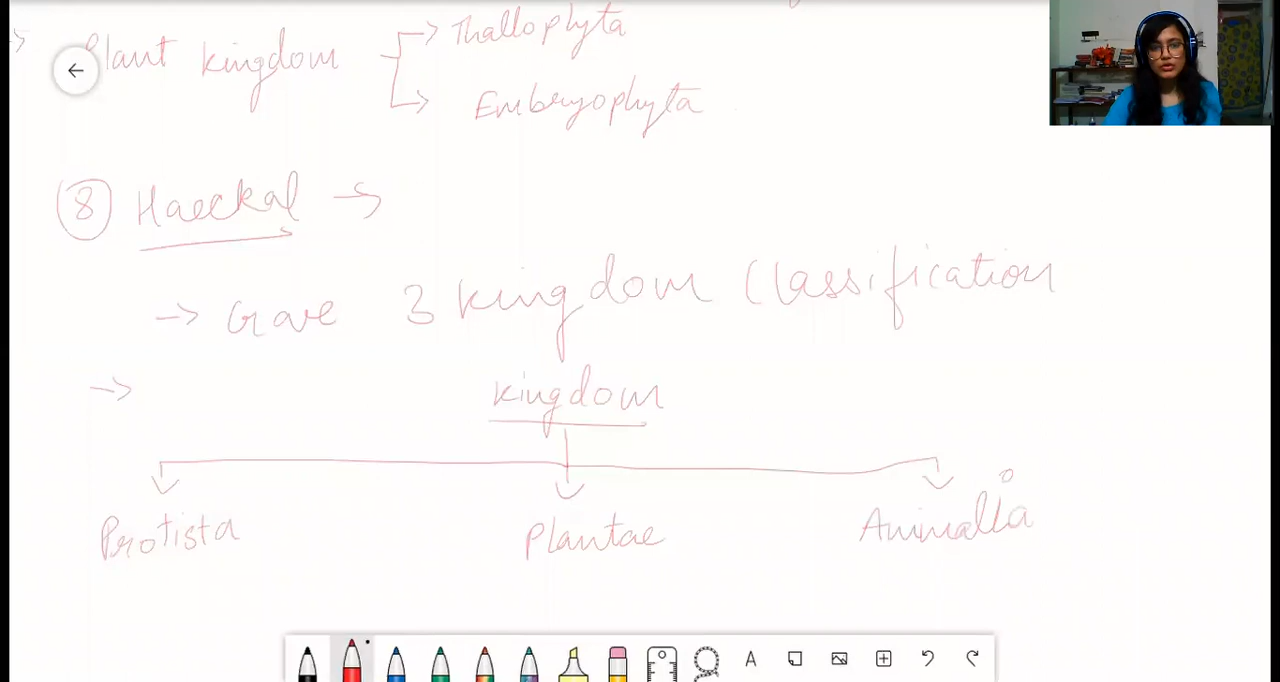 → Plant kingdom → Thallophyta
→ Embryophyta
⑧ Haeckal →
→ Gave 3 kingdom Classification
→ kingdom
Protista Plantae Animalia
A